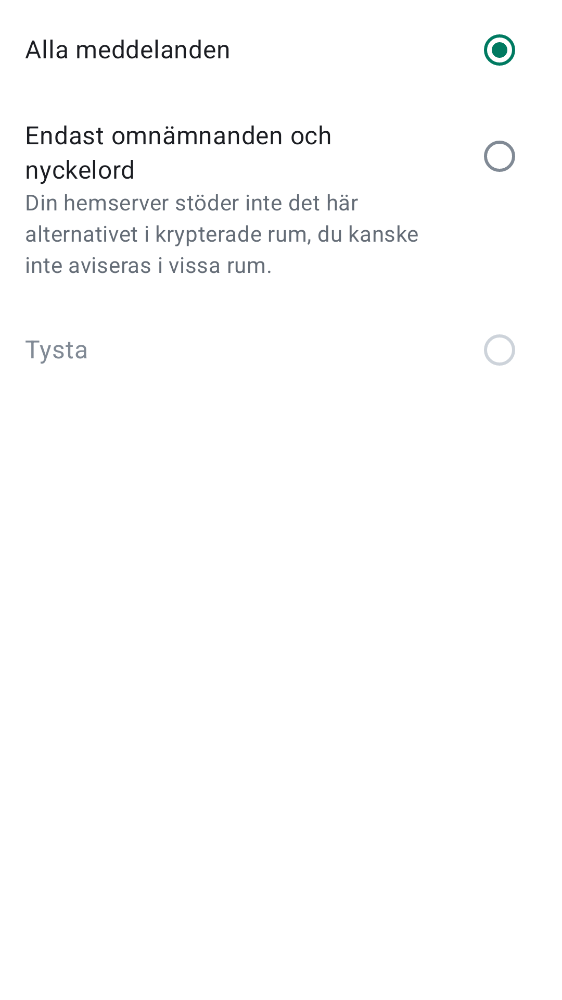 Alla meddelanden
Endast omnämnanden och
nyckelord
Din hemserver stöder inte det här
alternativet i krypterade rum, du kanske
inte aviseras i vissa rum.
Tysta